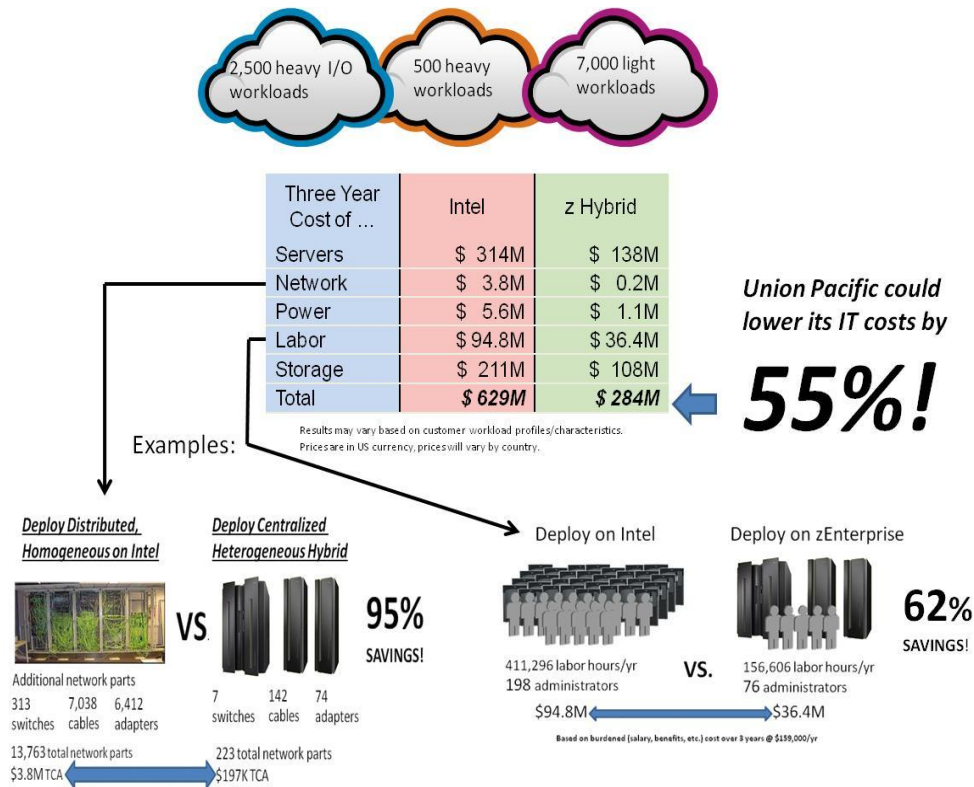 2,500 heavy I/O
workloads
500 heavy
workloads
7,000 light
workloads
Three Year
Cost of ...
Intel
z Hybrid
Servers $ 314M $ 138M
Network $ 3.8M $ 0.2M
Power $ 5.6M $ 1.1M
Labor $94.8M $36.4M
Storage $ 211M $ 108M
Total $ 629M $ 284M
Results may vary based on customer workload profiles/characteristics.
Prices are in US currency, prices will vary by country.
Union Pacific could
lower its IT costs by
55%!
Examples:
Deploy Distributed,
Homogeneous on Intel
VS.
Deploy Centralized
Heterogeneous Hybrid
95%
SAVINGS!
Additional network parts
313 7,038 6,412
switches cables adapters
7 142 74
switches cables adapters
13,763 total network parts
$3.8M TCA
223 total network parts
$197K TCA
Deploy on Intel
Deploy on zEnterprise
62%
SAVINGS!
411,296 labor hours/yr
198 administrators
VS.
156,606 labor hours/yr
76 administrators
$94.8M
$36.4M
Based on burdened (salary, benefits, etc.) cost over 3 years @ $159,000/yr